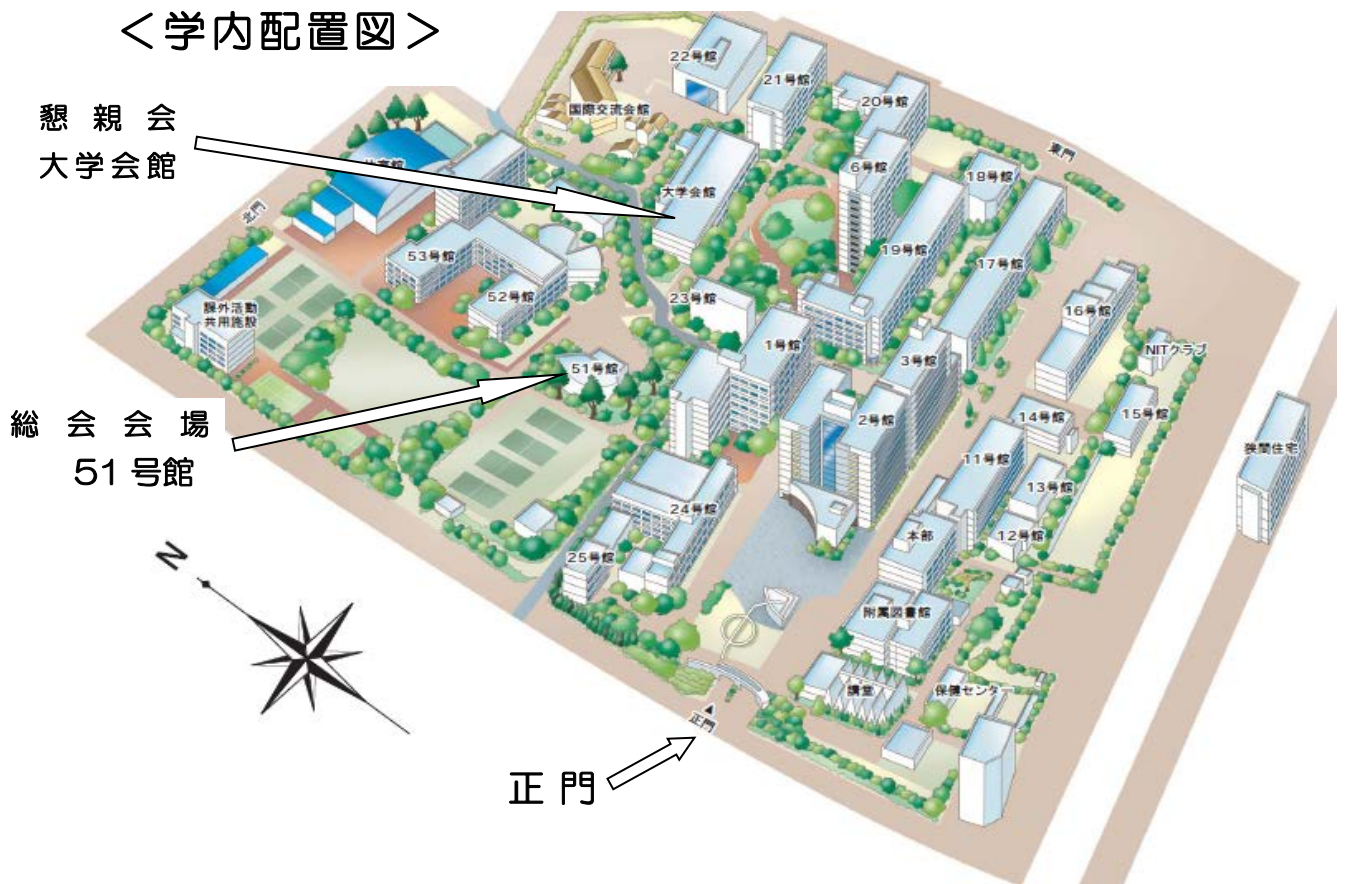 ＜学内配置図＞
懇親会
大学会館
総会会場
51号館
正門
22号館
21号館
20号館
国際交流会館
東門
6号館
18号館
大学会館
19号館
17号館
北門
53号館
52号館
23号館
課外活動
共用施設
16号館
1号館
3号館
NITクラブ
51号館
2号館
14号館
15号館
11号館
狭間住宅
13号館
24号館
本部
12号館
25号館
附属図書館
講堂
保健センター
▲
正門
N